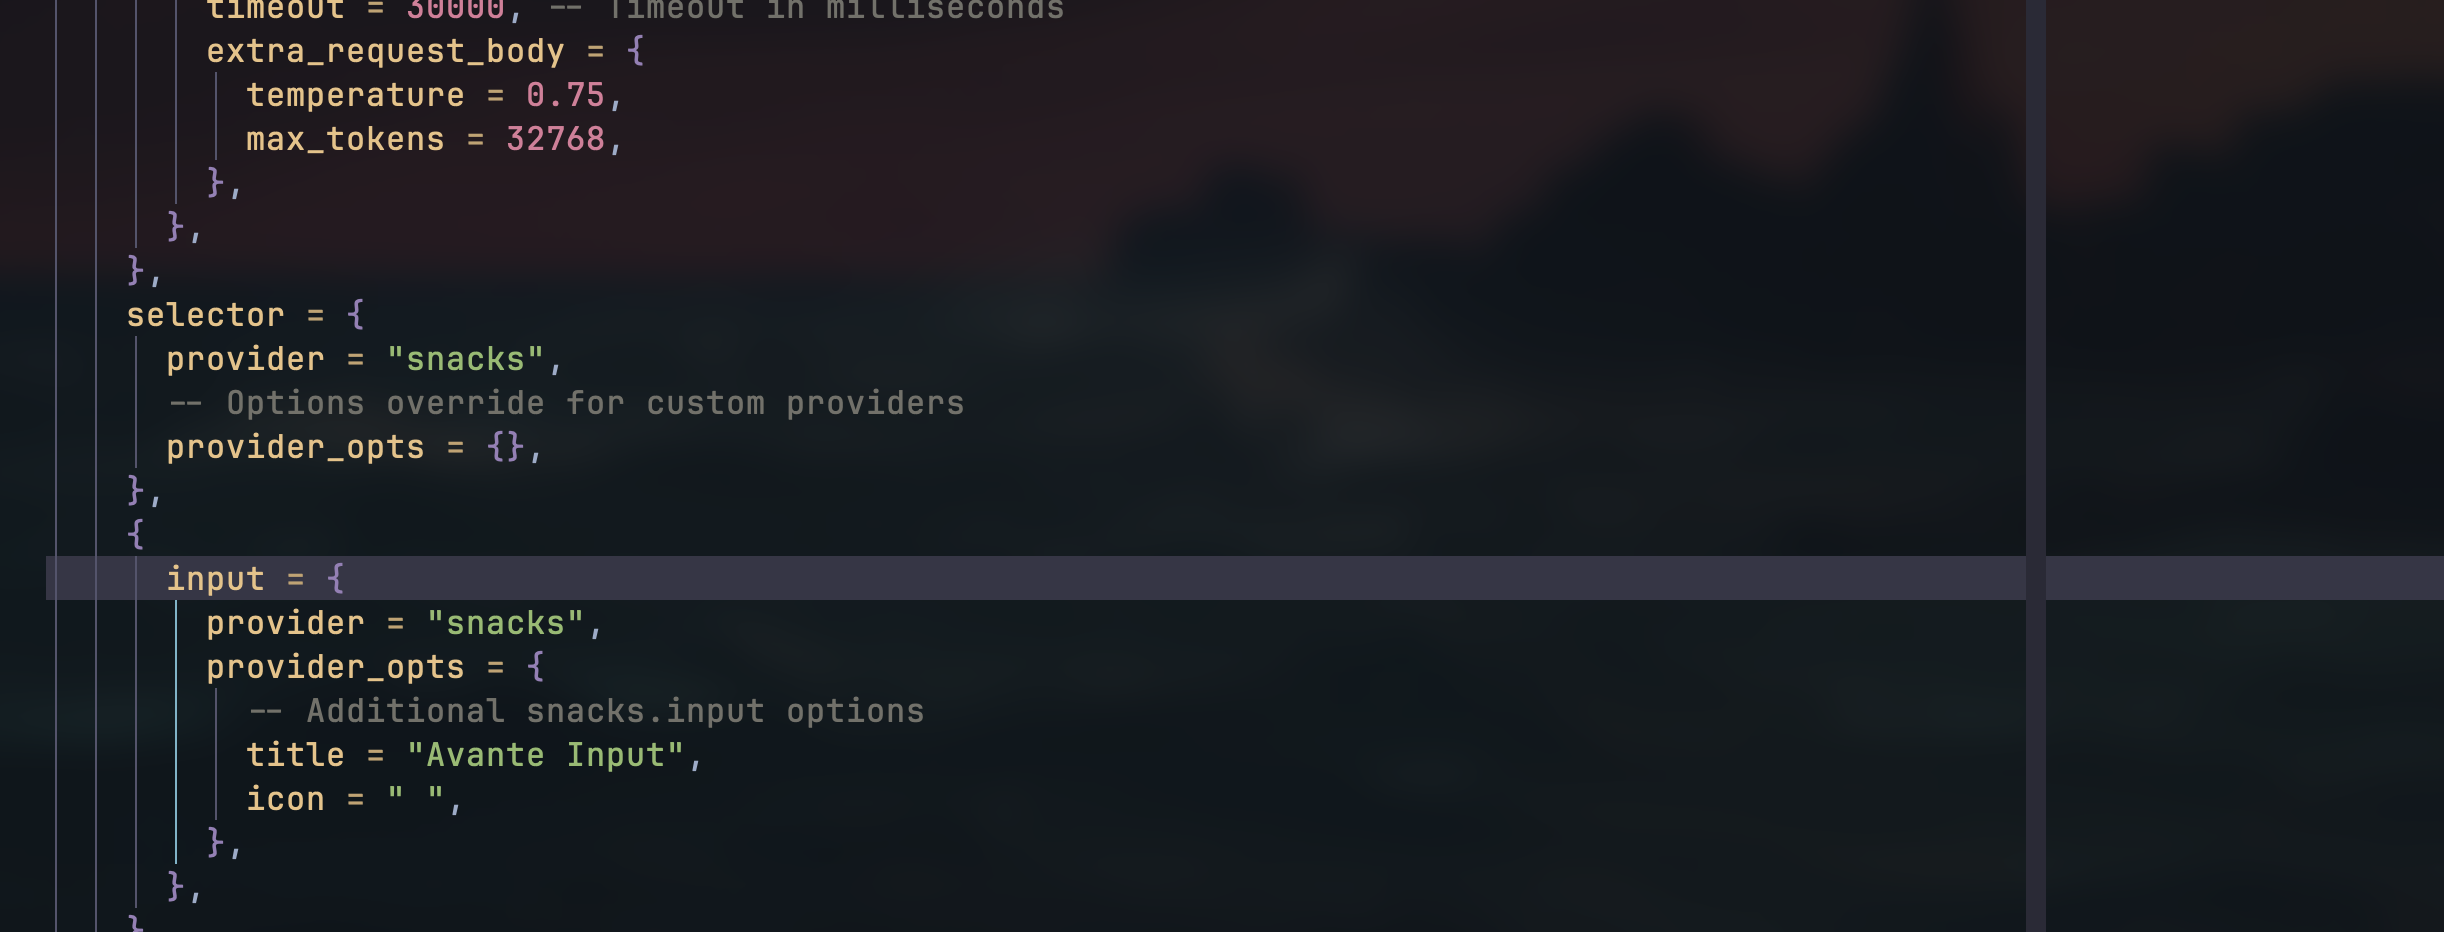 timeout = 30000, -- Timeout in milliseconds
extra_request_body = {
temperature = 0.75,
max_tokens = 32768,
},
},
},
selector = {
provider = "snacks",
-- Options override for custom providers
provider_opts = {},
},
{
input = {
provider = "snacks",
provider_opts = {
-- Additional snacks.input options
title = "Avante Input",
icon = " ",
},
},
}